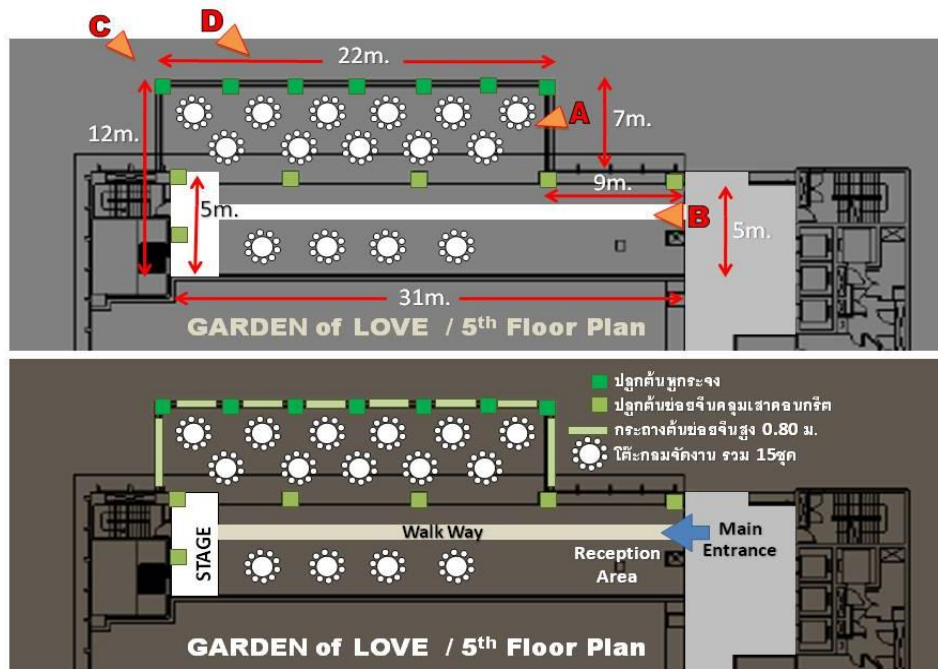 C
D
22m.
A
12m.
7m.
9m.
5m.
B
5m.
31m.
GARDEN of LOVE / 5th Floor Plan
ปลูกต้นหูกระจง
ปลูกต้นข่อยจีนคลุมเสาคอนกรีต
กระถางต้นข่อยจีนสูง 0.80 ม.
โต๊ะกลมจัดงาน รวม 15ชุด
STAGE
Walk Way
Main
Entrance
Reception
Area
GARDEN of LOVE / 5th Floor Plan